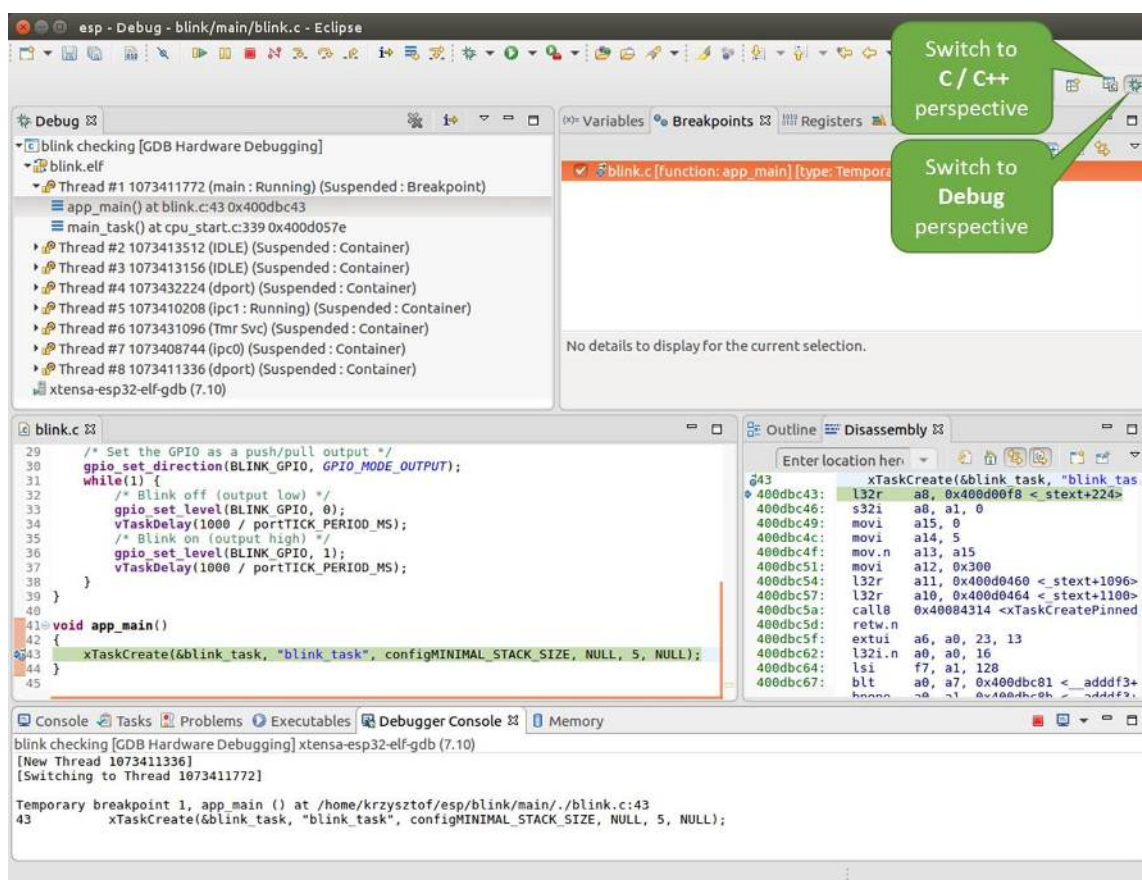 esp - Debug - blink/main/blink.c - Eclipse
Switch to
C / C++
perspective
Debug
Variables
Breakpoints
Registers
blink checking [GDB Hardware Debugging]
blink.elf
Thread #1 1073411772 (main : Running) (Suspended : Breakpoint)
app_main() at blink.c:43 0x400dbc43
main_task() at cpu_start.c:339 0x400d057e
Thread #2 1073413512 (IDLE) (Suspended : Container)
Thread #3 1073413156 (IDLE) (Suspended : Container)
Thread #4 1073432224 (dport) (Suspended : Container)
Thread #5 1073410208 (ipc1 : Running) (Suspended : Container)
Thread #6 1073431096 (Tmr Svc) (Suspended : Container)
Thread #7 1073408744 (ipc0) (Suspended : Container)
Thread #8 1073411336 (dport) (Suspended : Container)
xtensa-esp32-elf-gdb (7.10)
blink.c [function: app_main] [type: Tempora
Switch to
Debug
perspective
No details to display for the current selection.
blink.c
29 /* Set the GPIO as a push/pull output */
30 gpio_set_direction(BLINK_GPIO, GPIO_MODE_OUTPUT);
31 while(1) {
32 /* Blink off (output low) */
33 gpio_set_level(BLINK_GPIO, 0);
34 vTaskDelay(1000 / portTICK_PERIOD_MS);
35 /* Blink on (output high) */
36 gpio_set_level(BLINK_GPIO, 1);
37 vTaskDelay(1000 / portTICK_PERIOD_MS);
38 }
39 }
40
41 void app_main()
42 {
43 xTaskCreate(&blink_task, "blink_task", configMINIMAL_STACK_SIZE, NULL, 5, NULL);
44 }
45
Outline
Disassembly
Enter location her
43 xTaskCreate(&blink_task, "blink_tas
400dbc43: l32r a8, 0x400d00f8 <_stext+224>
400dbc46: s32i a8, a1, 0
400dbc49: movi a15, 0
400dbc4c: movi a14, 5
400dbc4f: mov.n a13, a15
400dbc51: movi a12, 0x300
400dbc54: l32r a11, 0x400d0460 <_stext+1096>
400dbc57: l32r a10, 0x400d0464 <_stext+1100>
400dbc5a: call8 0x40084314 <xTaskCreatePinned
400dbc5d: retw.n
400dbc5f: extui a6, a0, 23, 13
400dbc62: l32i.n a0, a0, 16
400dbc64: lsi f7, a1, 128
400dbc67: blt a0, a7, 0x400dbc81 <__adddf3+
Console Tasks Problems Executables Debugger Console Memory
blink checking [GDB Hardware Debugging] xtensa-esp32-elf-gdb (7.10)
[New Thread 1073411336]
[Switching to Thread 1073411772]
Temporary breakpoint 1, app_main () at /home/krzysztof/esp/blink/main/./blink.c:43
43 xTaskCreate(&blink_task, "blink_task", configMINIMAL_STACK_SIZE, NULL, 5, NULL);